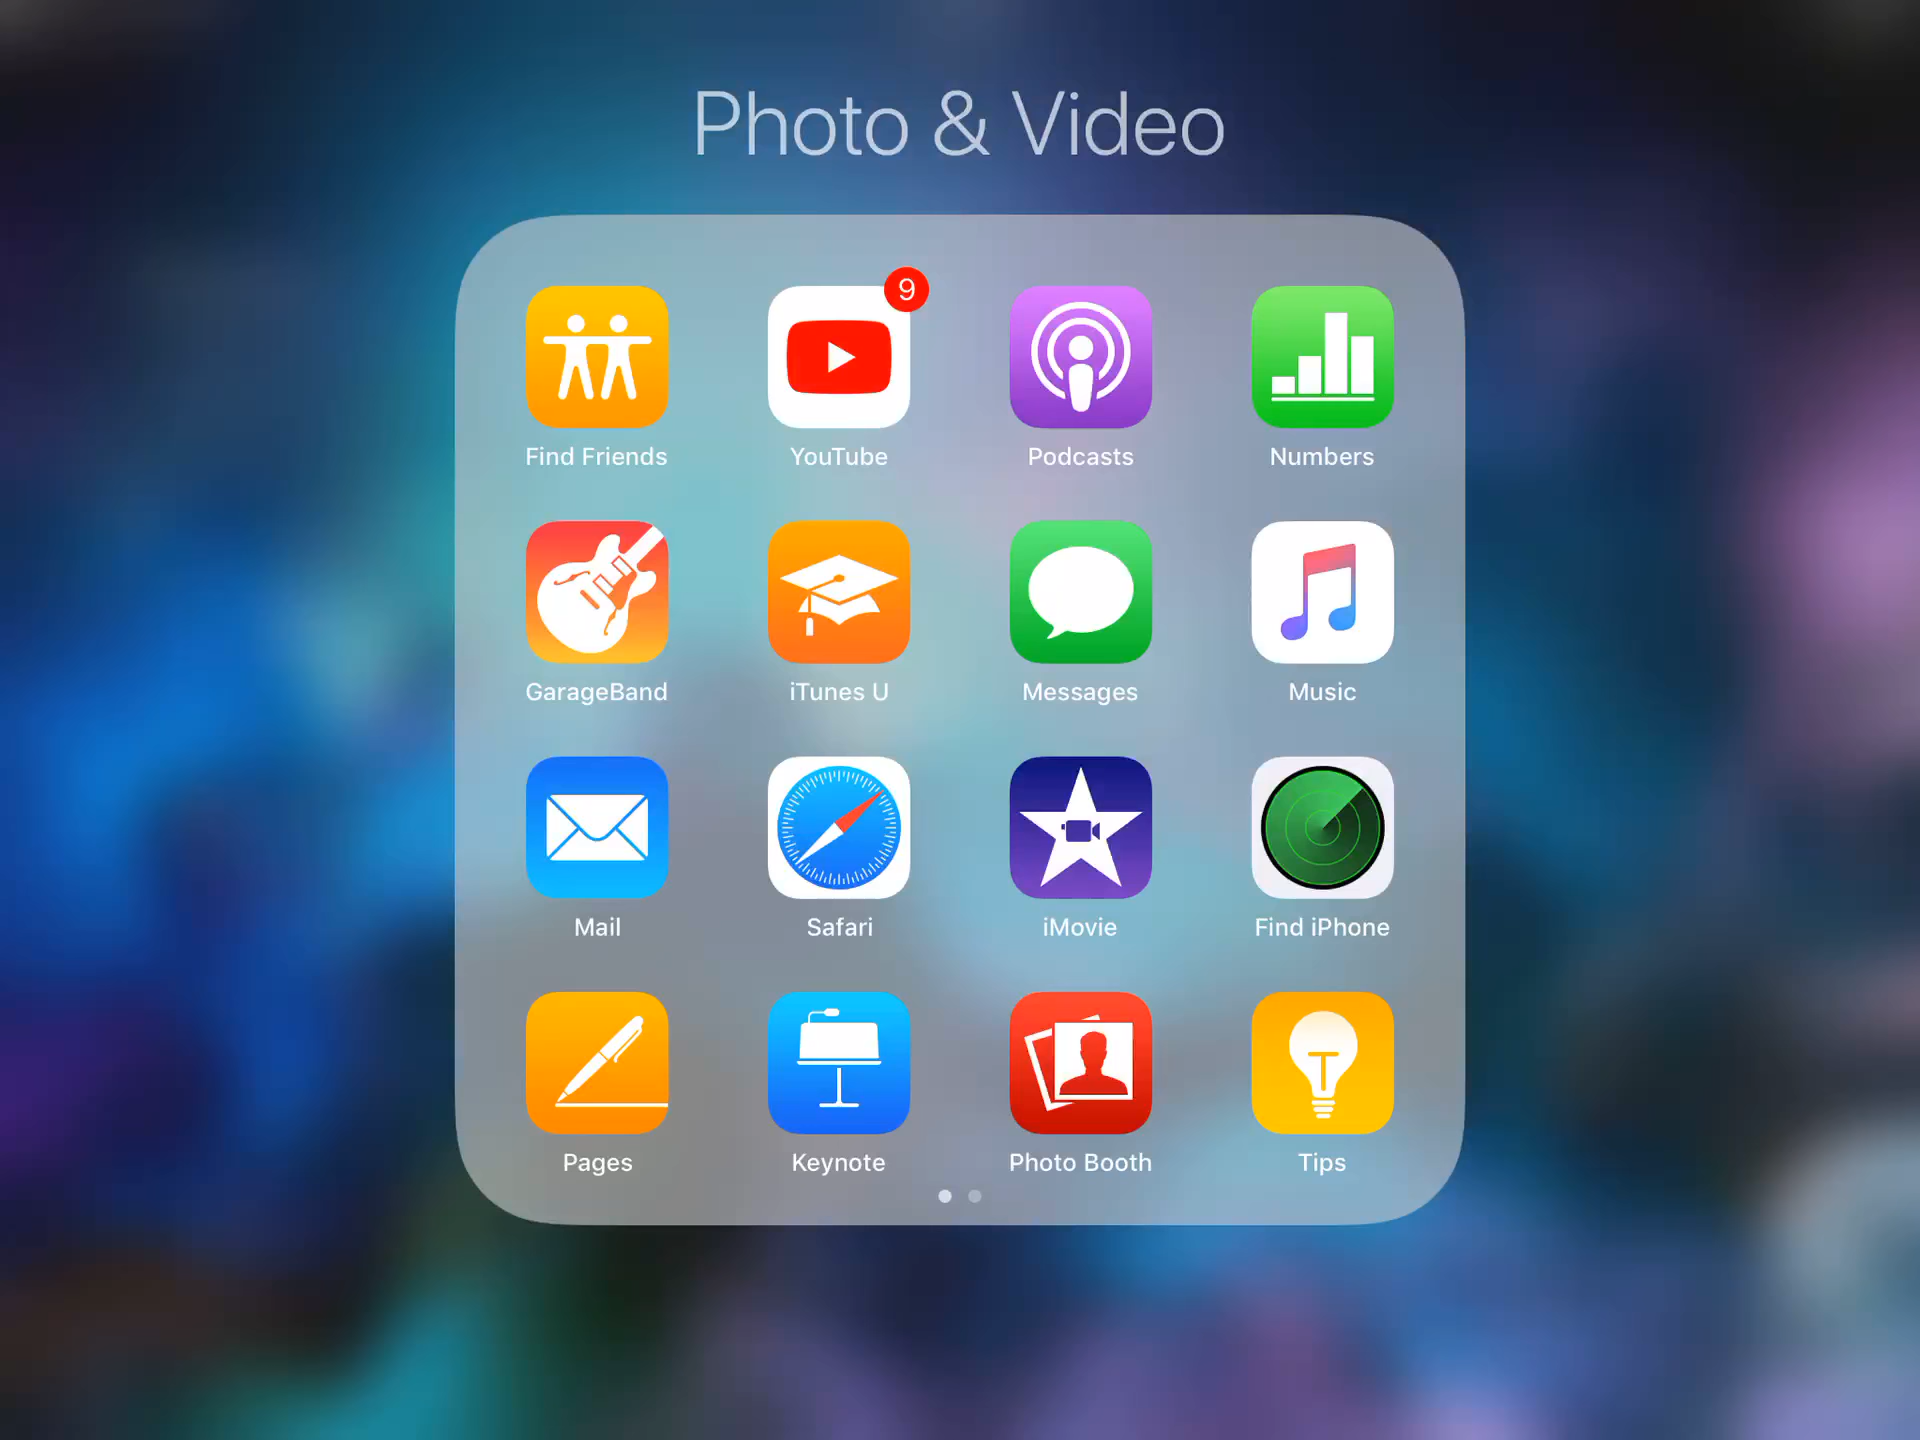 Photo & Video
9
Find Friends
YouTube
Podcasts
Numbers
GarageBand
iTunes U
Messages
Music
Mail
Safari
iMovie
Find iPhone
Pages
Keynote
Photo Booth
Tips